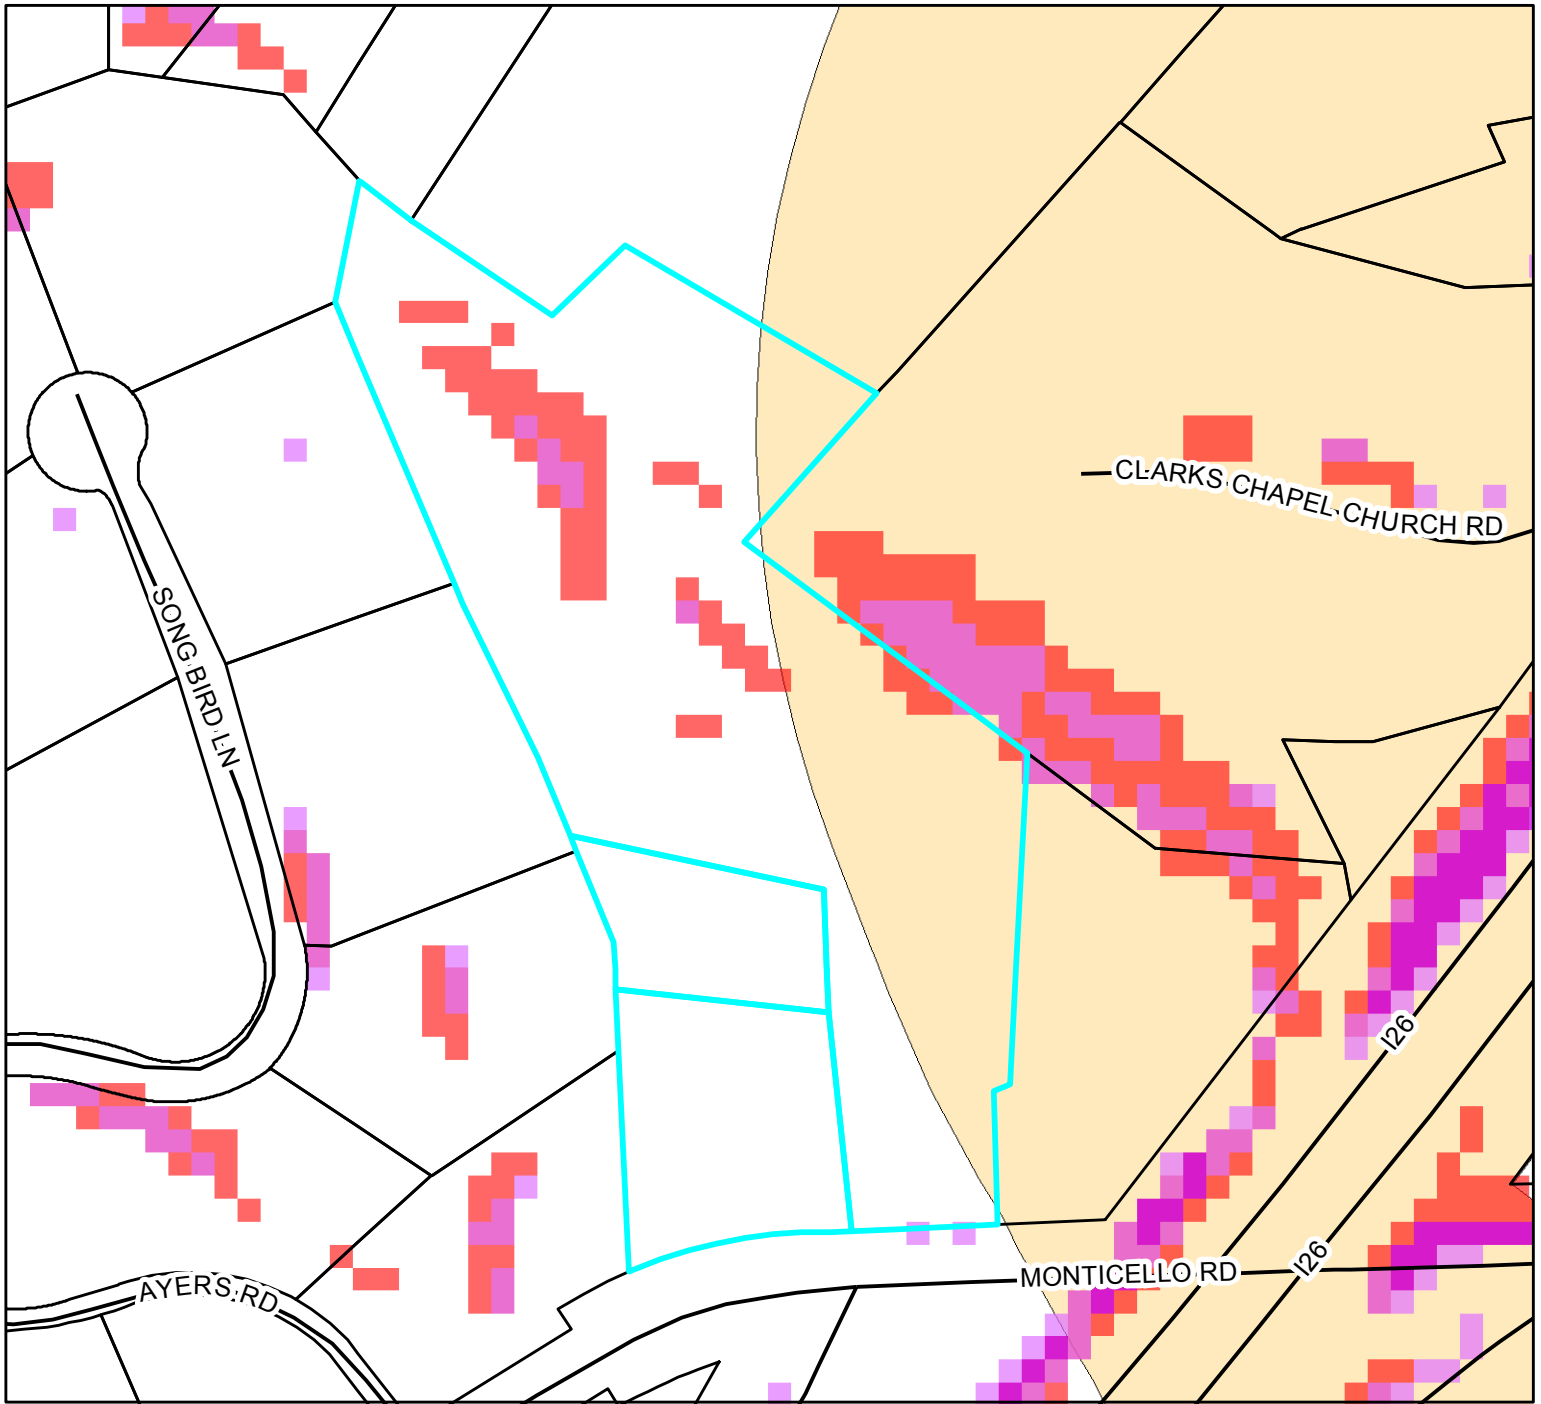 CLARKS CHAPEL CHURCH RD
SONG BIRD LN
I26
I26
MONTICELLO RD
AYERS RD